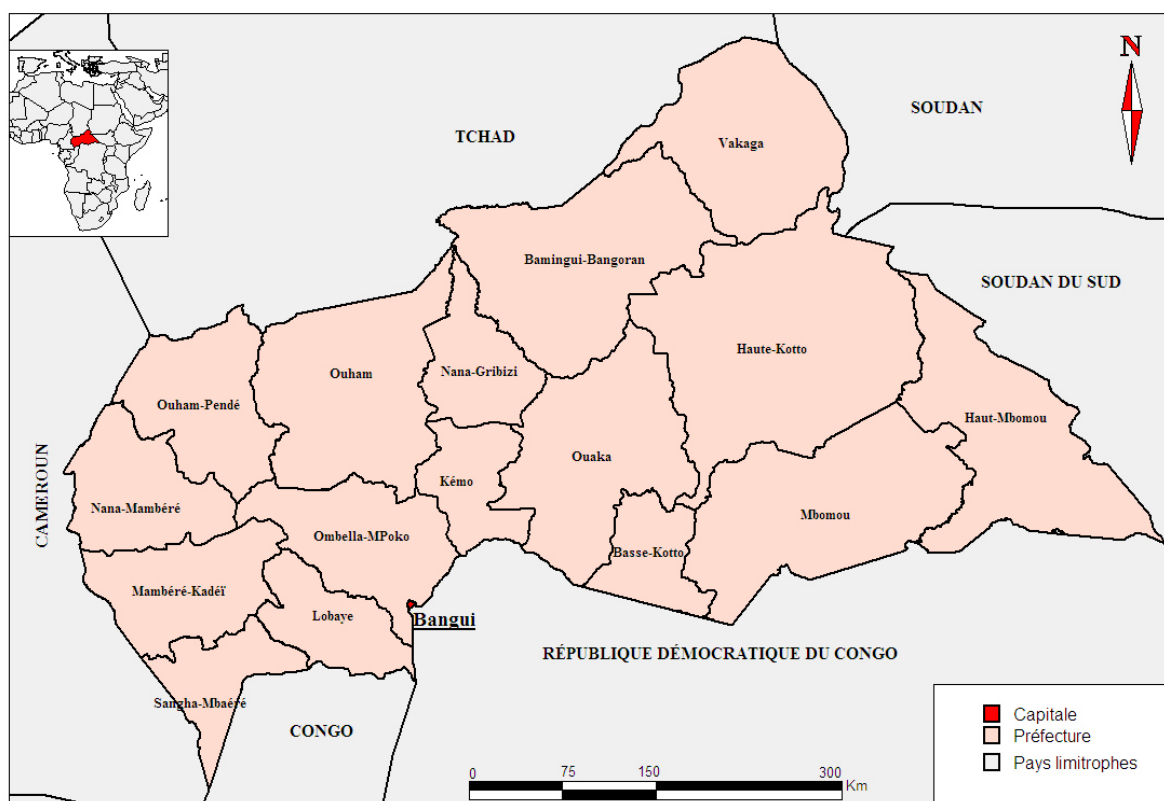 N
SOUDAN
TCHAD
Vakaga
Bamingui-Bangoran
SOUDAN DU SUD
Haute-Kotto
Ouham
Nana-Gribizi
Ouham-Pendé
Haut-Mbomou
Ouaka
Kémo
CAMEROUN
Nana-Mambéré
Mbomou
Ombella-MPoko
Basse-Kotto
Mambéré-Kadéï
Lobaye
Bangui
RÉPUBLIQUE DÉMOCRATIQUE DU CONGO
Sangha-Mbaéré
CONGO
Capitale
Préfecture
Pays limitrophes
0 75 150 300
Km